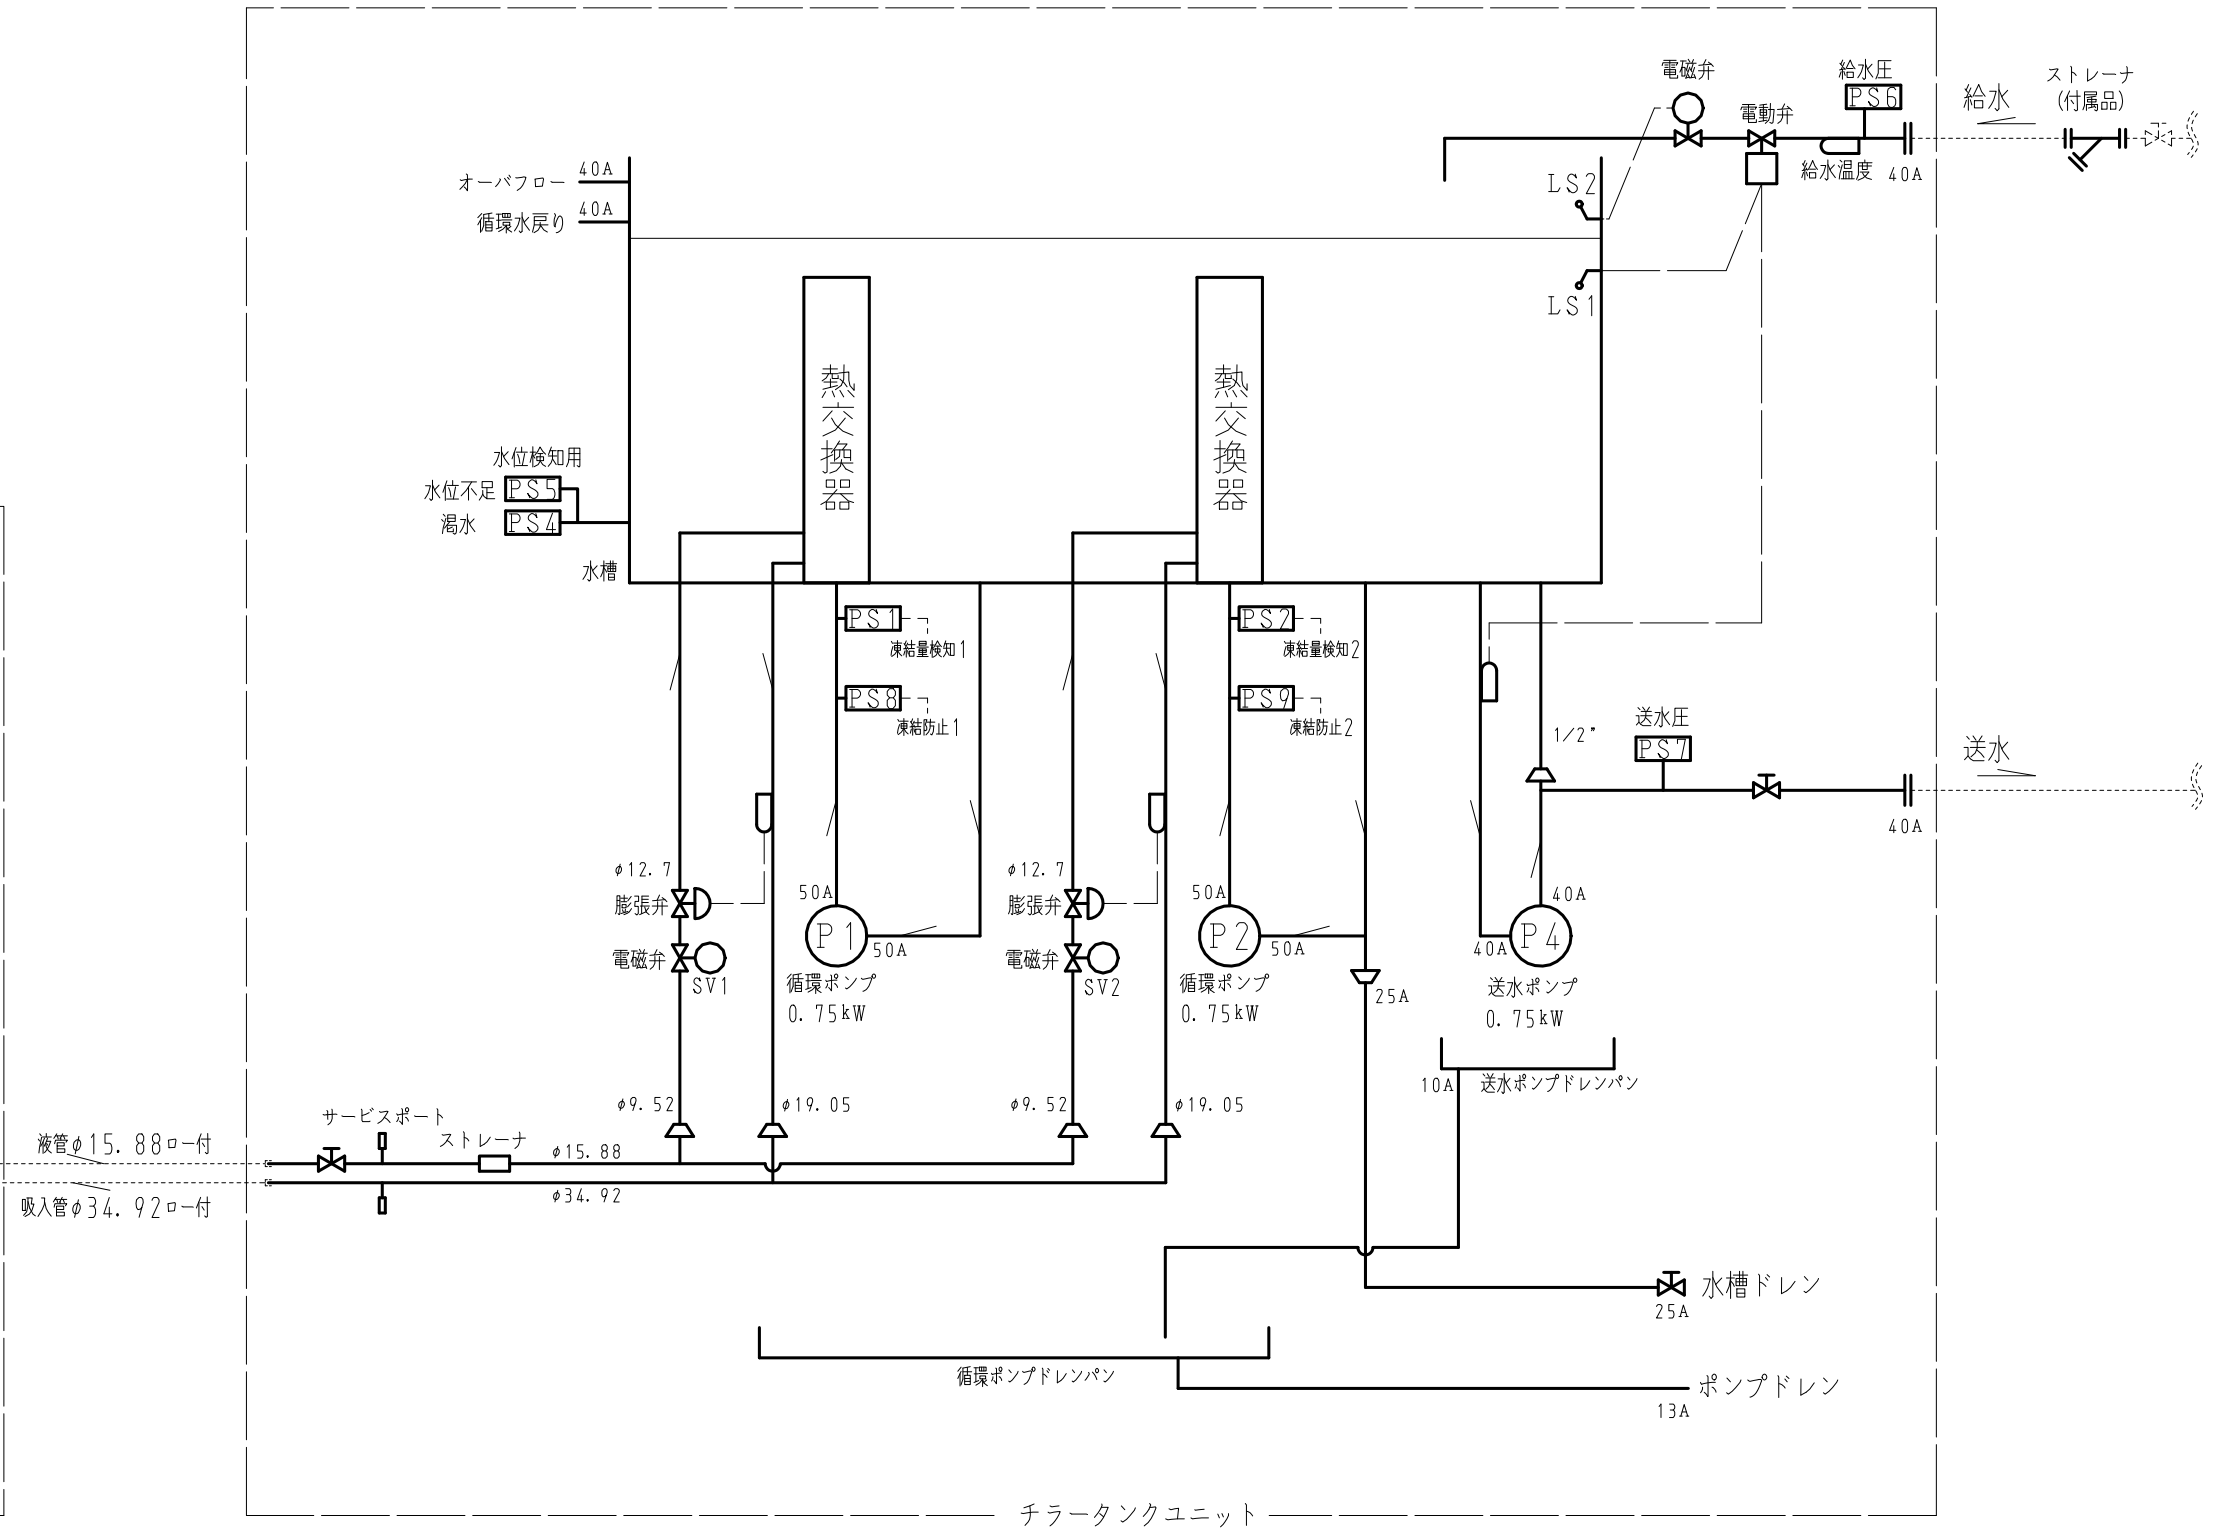 電磁弁
給水圧
PS6
給水
ストレーナ
(付属品)
電動弁
給水温度
40A
オーバフロー
40A
循環水戻り
40A
LS2
LS1
熱交換器
熱交換器
水位検知用
水位不足
PS5
渇水
PS4
水槽
PS1
凍結量検知1
PS2
凍結量検知2
PS8
凍結防止1
PS9
凍結防止2
1/2"
送水圧
PS7
送水
40A
φ12.7
膨張弁
電磁弁
SV1
50A
P1
50A
循環ポンプ
0.75kW
φ12.7
膨張弁
電磁弁
SV2
50A
P2
50A
循環ポンプ
0.75kW
25A
40A
40A
P4
送水ポンプ
0.75kW
10A
送水ポンプドレンパン
φ9.52
φ19.05
φ9.52
φ19.05
サービスポート
ストレーナ
液管φ15.88ロー付
φ15.88
吸入管φ34.92ロー付
φ34.92
水槽ドレン
25A
循環ポンプドレンパン
ポンプドレン
13A
チラータンクユニット